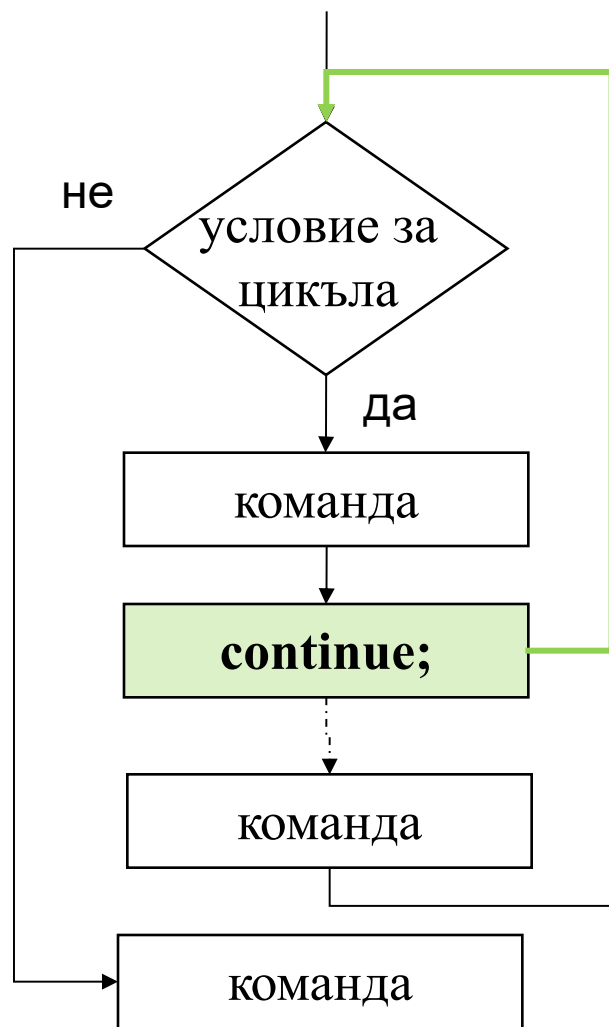 не
условие за
цикъла
да
команда
continue;
команда
команда